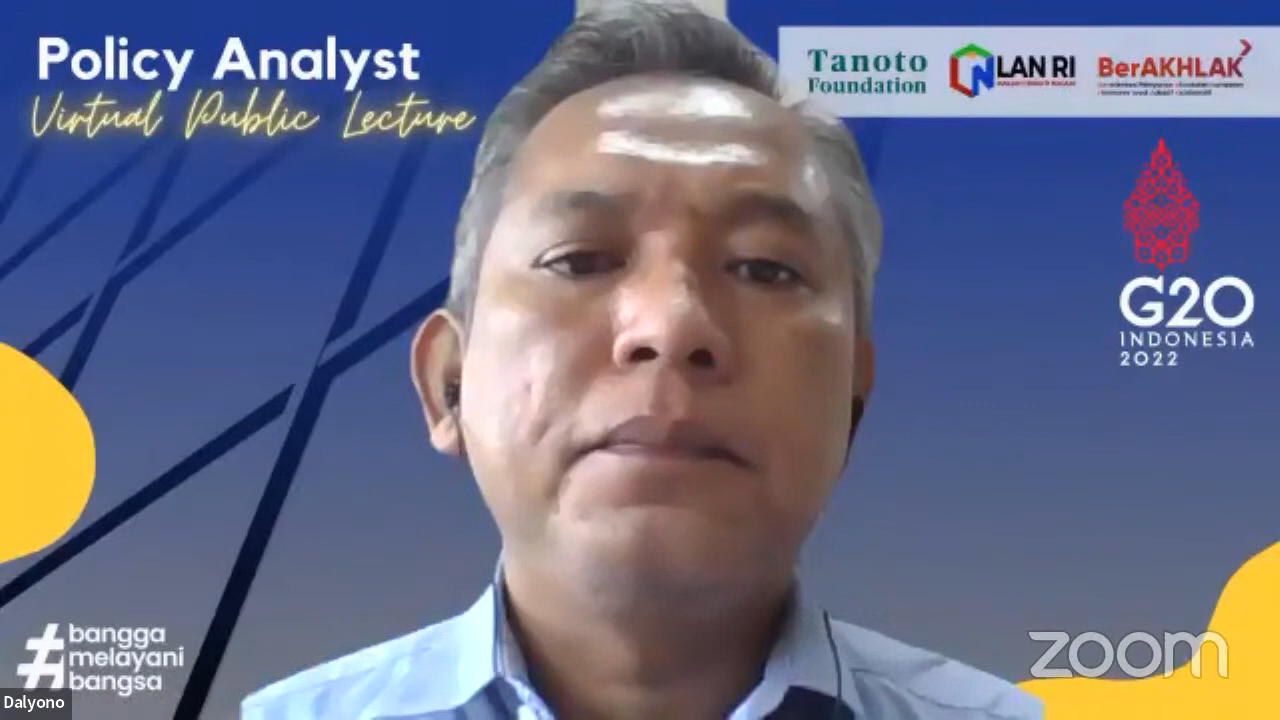 Policy Analyst
Virtual Public Lecture
Tanoto
Foundation
LAN RI
BerAKHLAK
G20
INDONESIA
2022
#bangga
melayani
bangsa
zoom
Dalyono